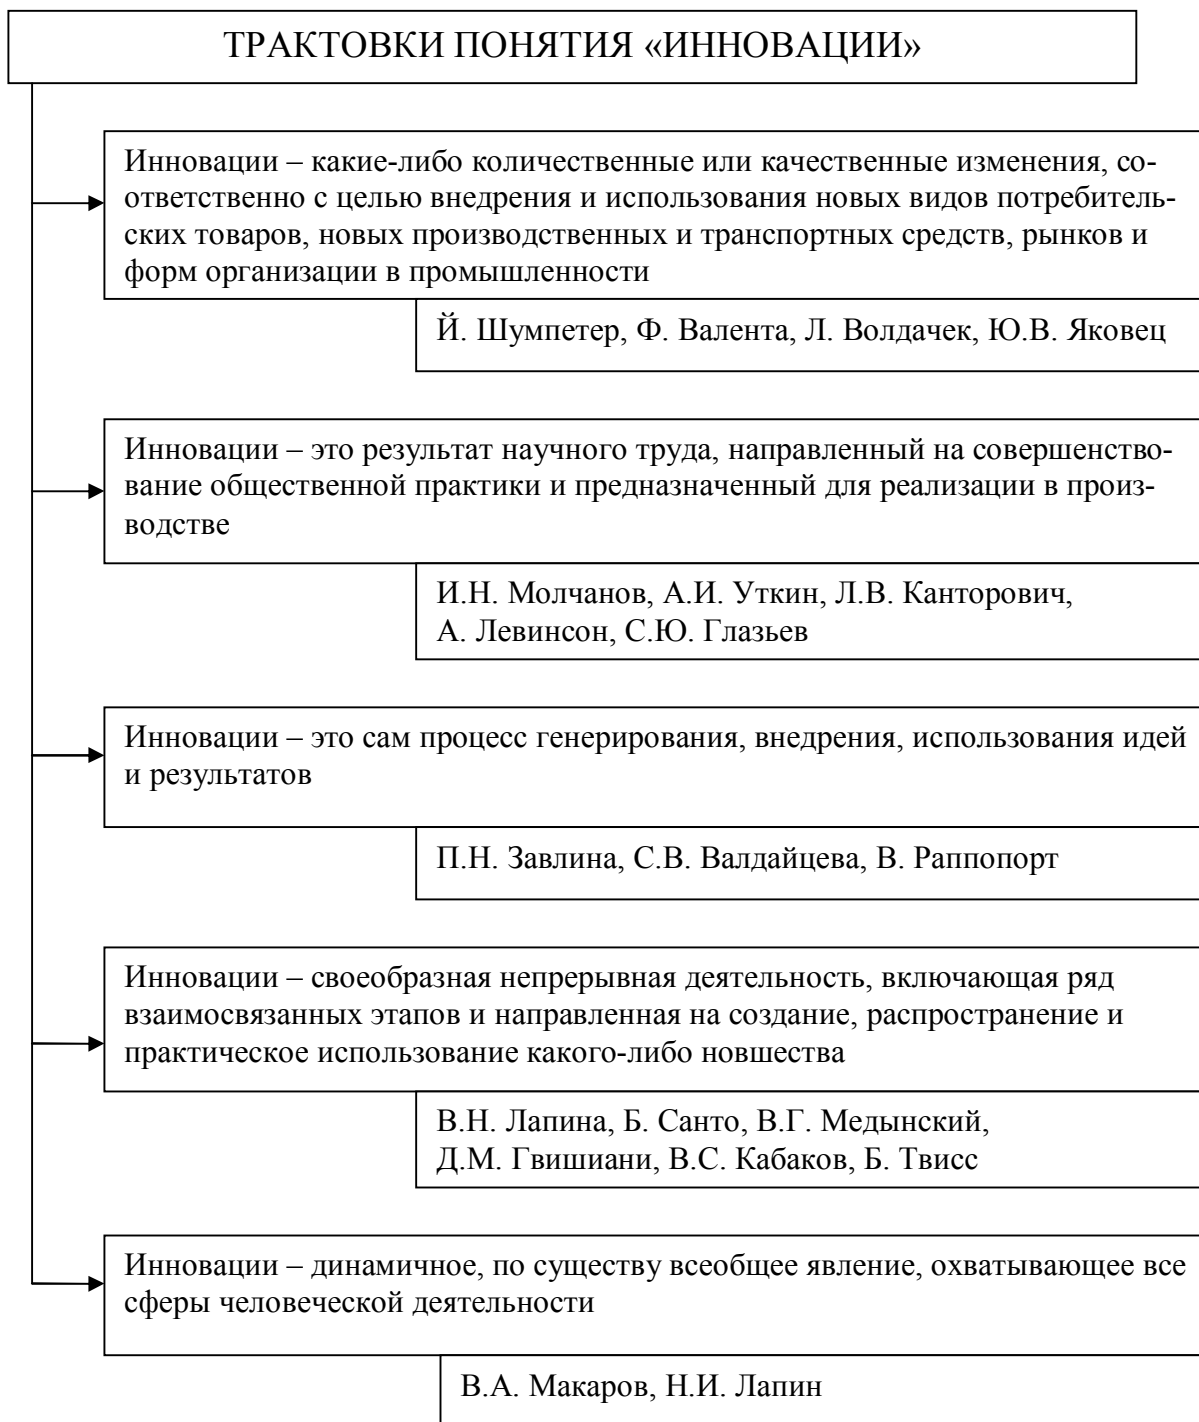 ТРАКТОВКИ ПОНЯТИЯ «ИННОВАЦИИ»
Инновации – какие-либо количественные или качественные изменения, со-
ответственно с целью внедрения и использования новых видов потребитель-
ских товаров, новых производственных и транспортных средств, рынков и
форм организации в промышленности
Й. Шумпетер, Ф. Валента, Л. Волдачек, Ю.В. Яковец
Инновации – это результат научного труда, направленный на совершенство-
вание общественной практики и предназначенный для реализации в произ-
водстве
И.Н. Молчанов, А.И. Уткин, Л.В. Канторович,
А. Левинсон, С.Ю. Глазьев
Инновации – это сам процесс генерирования, внедрения, использования идей
и результатов
П.Н. Завлина, С.В. Валдайцева, В. Раппопорт
Инновации – своеобразная непрерывная деятельность, включающая ряд
взаимосвязанных этапов и направленная на создание, распространение и
практическое использование какого-либо новшества
В.Н. Лапина, Б. Санто, В.Г. Медынский,
Д.М. Гвишиани, В.С. Кабаков, Б. Твисс
Инновации – динамичное, по существу всеобщее явление, охватывающее все
сферы человеческой деятельности
В.А. Макаров, Н.И. Лапин